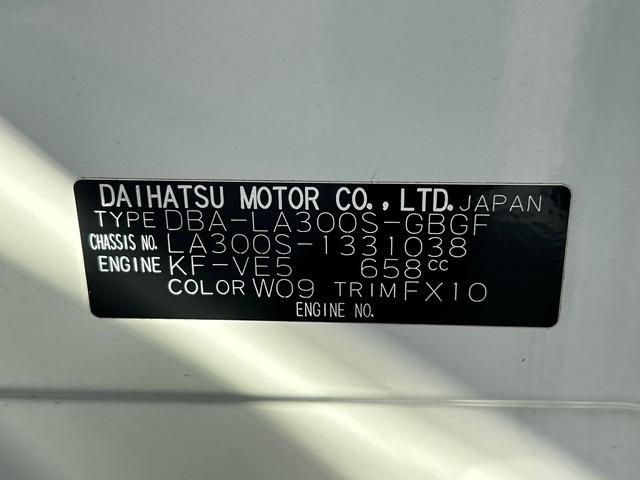 DAIHATSU MOTOR CO.,LTD. JAPAN
TYPE DBA-LA300S-GBGF
CHASSIS NO. LA300S-1331038
ENGINE KF-VE5 658cc
COLOR W09 TRIM FX10
ENGINE NO.